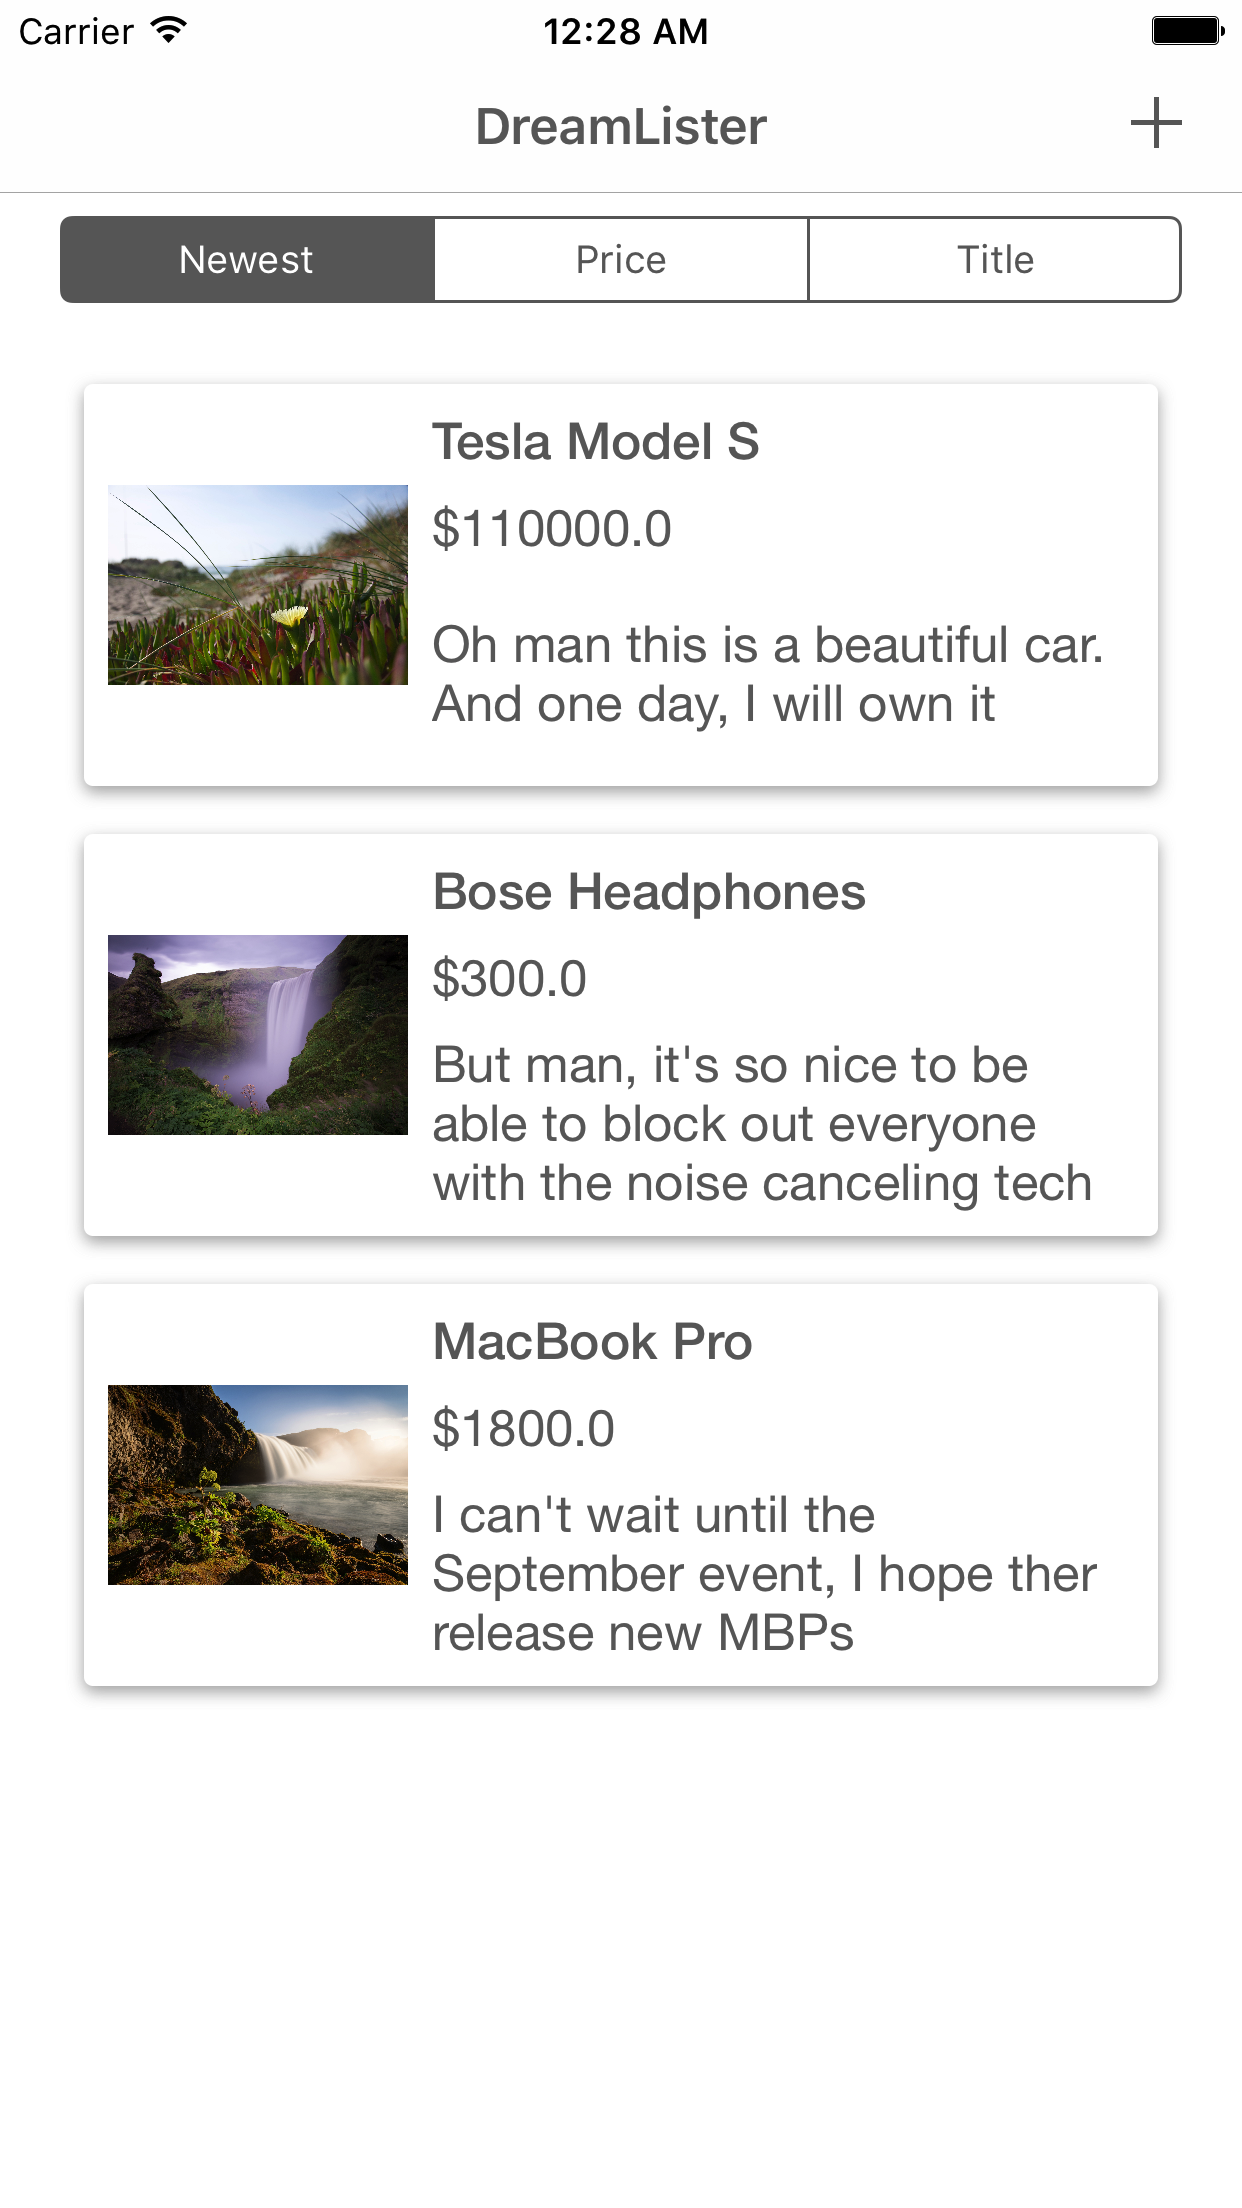 Carrier 12:28 AM
DreamLister
Newest Price Title
Tesla Model S
$110000.0
Oh man this is a beautiful car.
And one day, I will own it
Bose Headphones
$300.0
But man, it's so nice to be
able to block out everyone
with the noise canceling tech
MacBook Pro
$1800.0
I can't wait until the
September event, I hope ther
release new MBPs